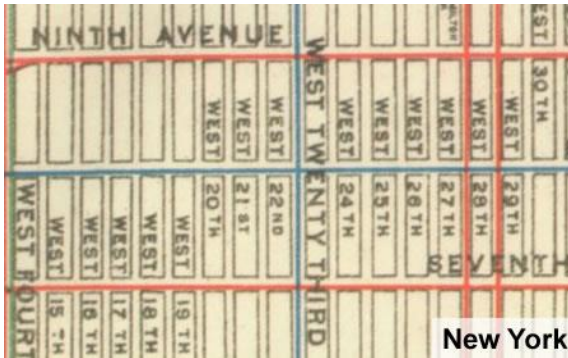 NINTH AVENUE
WEST
30TH
WEST TWENTY THIRD
WEST 20TH
WEST 21ST
WEST 22ND
WEST 24TH
WEST 25TH
WEST 26TH
WEST 27TH
WEST 28TH
WEST 29TH
WEST FOURT
WEST 15TH
WEST 16TH
WEST 17TH
WEST 18TH
WEST 19TH
SEVENTH
New York